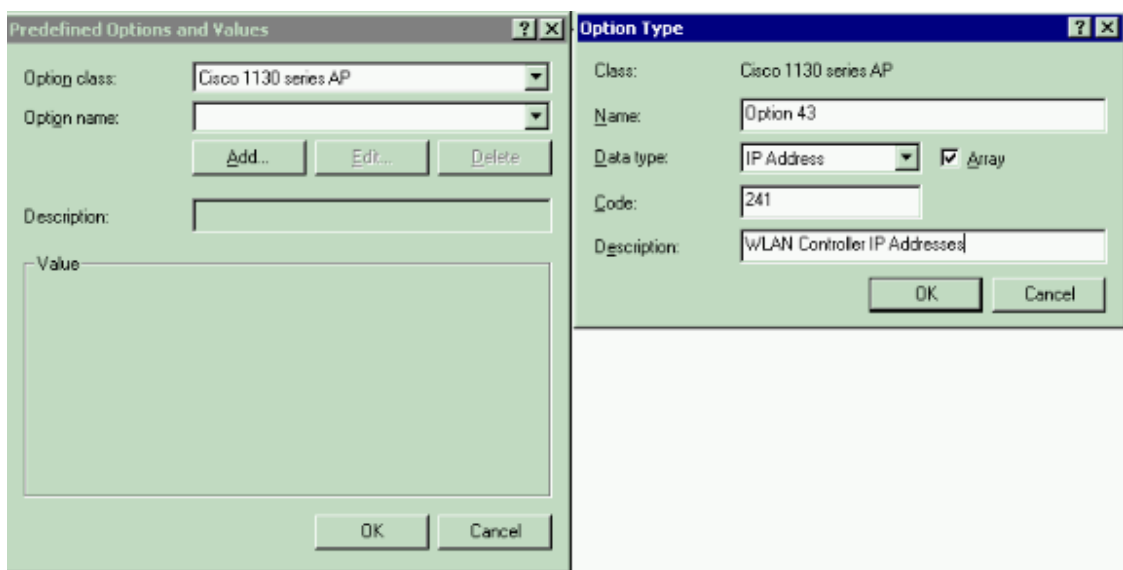 Predefined Options and Values
Option class:
Cisco 1130 series AP
Option name:
Add...
Edit...
Delete
Description:
Value
OK
Cancel
Option Type
Class:
Cisco 1130 series AP
Name:
Option 43
Data type:
IP Address
Array
Code:
241
Description:
WLAN Controller IP Addresses
OK
Cancel